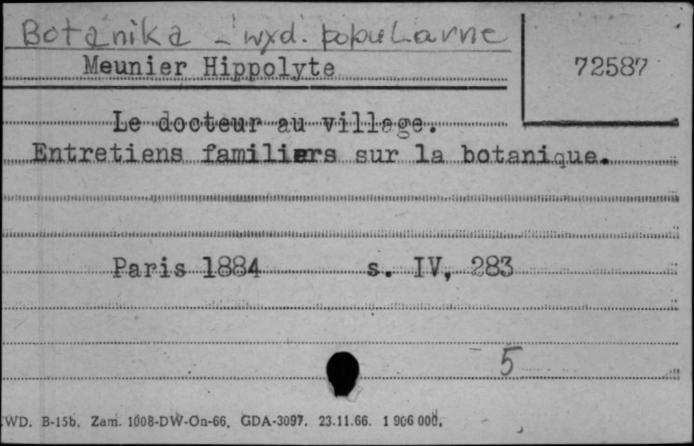 Botanika - wyd. popularne
Meunier Hippolyte
72587
Le docteur au village.
Entretiens familiers sur la botanique.
Paris 1884 s. IV, 283
5
WD. B-15b. Zam. 1008-DW-On-66. GDA-3097. 23.11.66. 1 906 000.